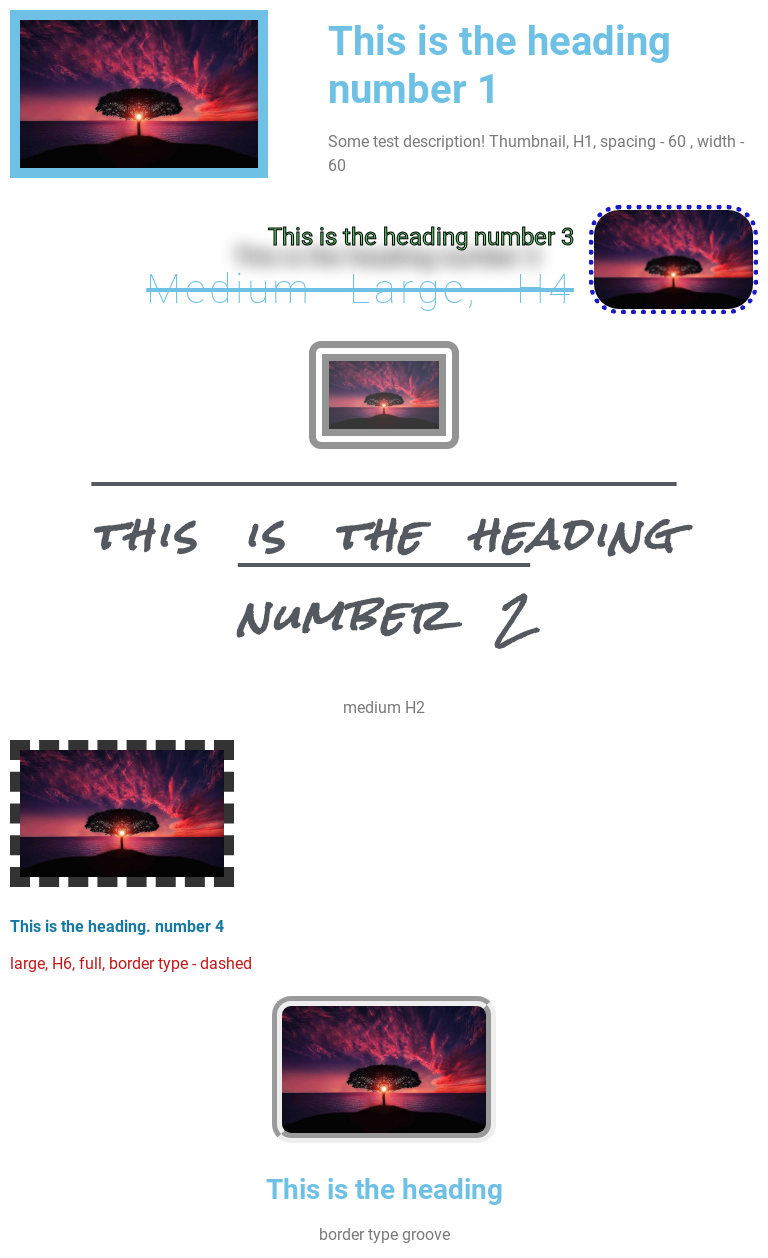 This is the heading
number 1
Some test description! Thumbnail, H1, spacing - 60 , width -
60
This is the heading number 3
Medium Large, H4
THIS IS THE HEADING
NUMBER 2
medium H2
This is the heading. number 4
large, H6, full, border type - dashed
This is the heading
border type groove